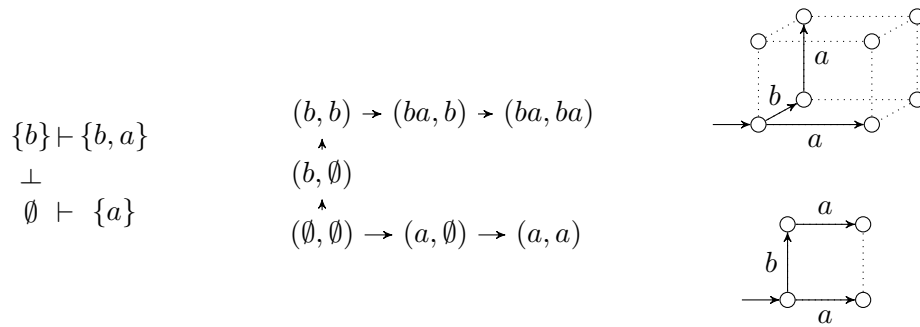 {b} ⊢ {b, a}
⊥
∅ ⊢ {a}
(b, b) → (ba, b) → (ba, ba)
(b, ∅)
(∅, ∅) → (a, ∅) → (a, a)
a
b
a
a
b
a